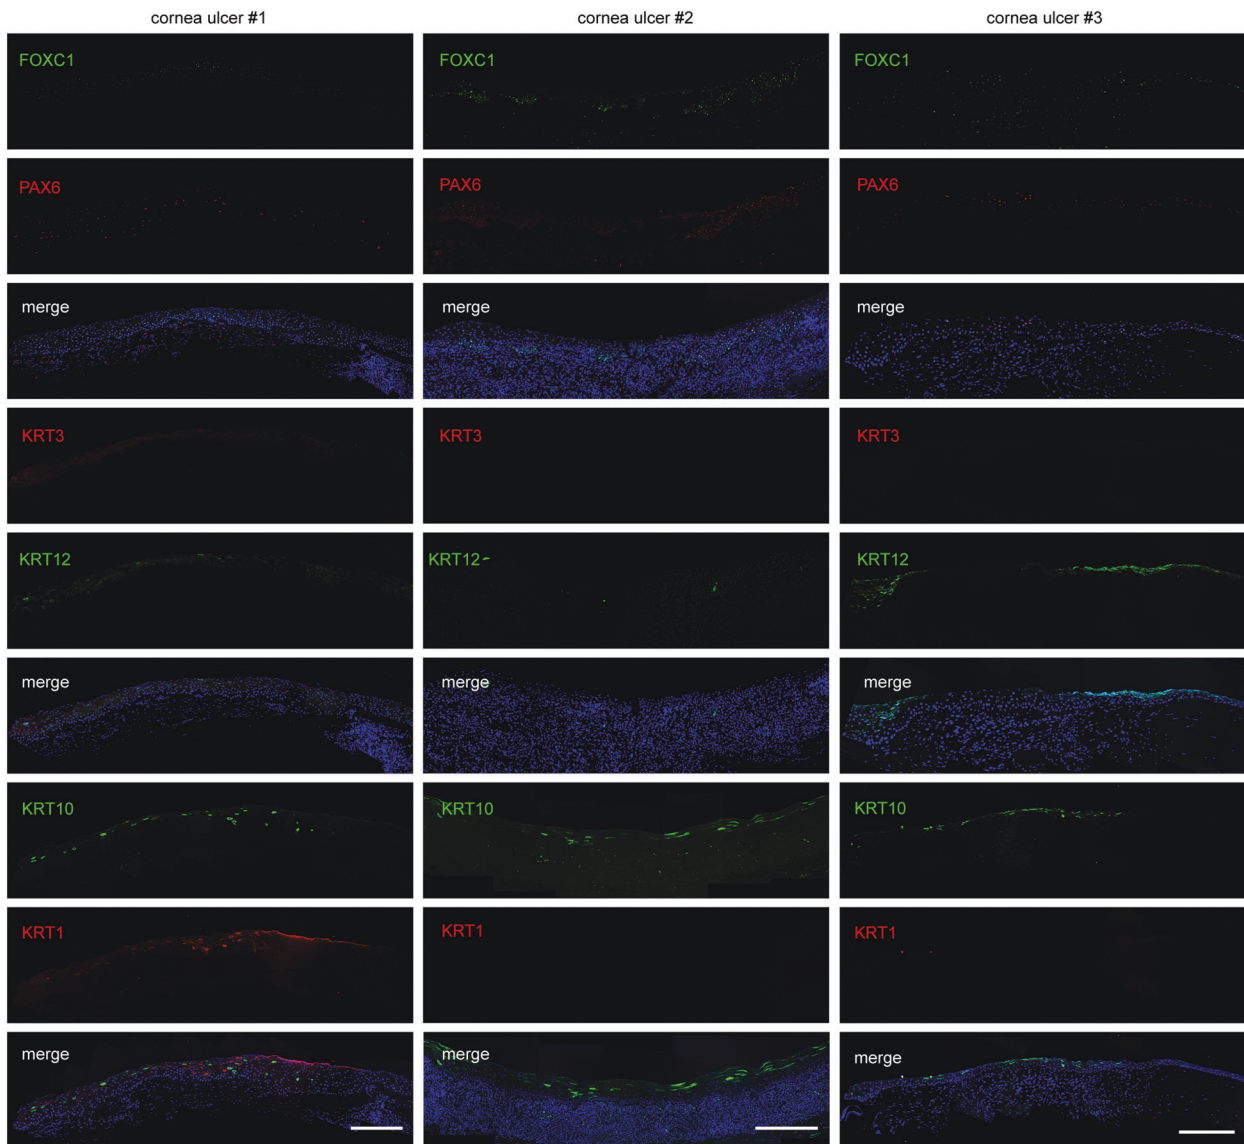 cornea ulcer #1 cornea ulcer #2 cornea ulcer #3
FOXC1 FOXC1 FOXC1
PAX6 PAX6 PAX6
merge merge merge
KRT3 KRT3 KRT3
KRT12 KRT12 KRT12
merge merge merge
KRT10 KRT10 KRT10
KRT1 KRT1 KRT1
merge merge merge